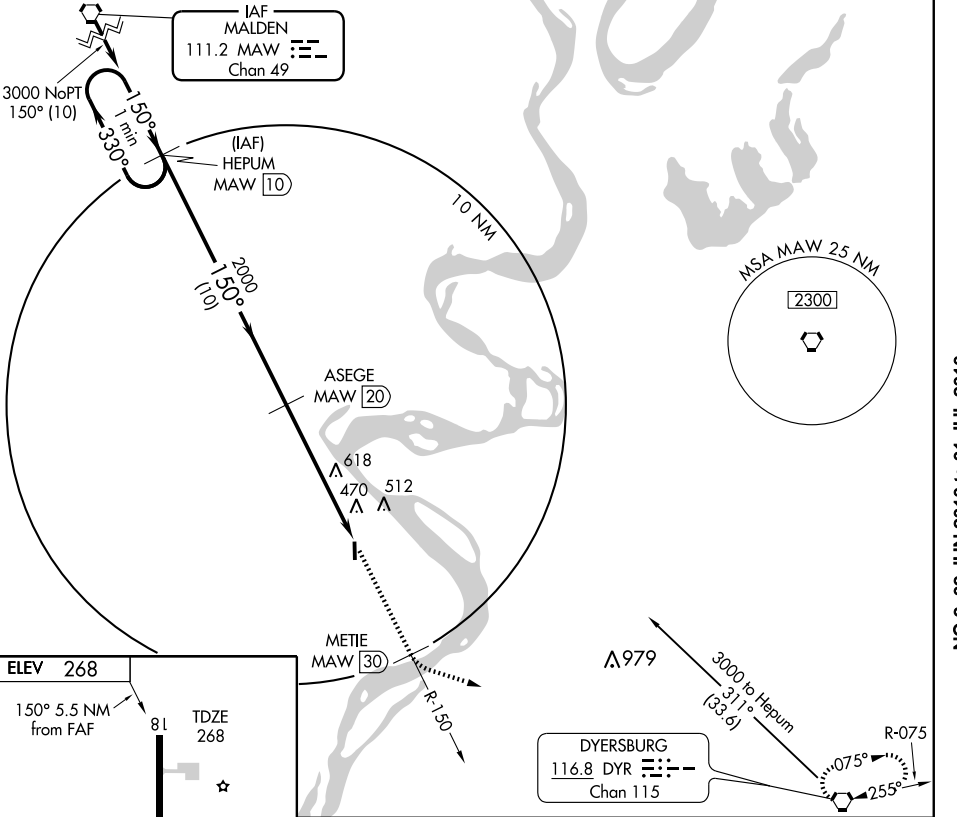 IAF
MALDEN
111.2 MAW
Chan 49
3000 NoPT
150° (10)
150°
1 min
330°
(IAF)
HEPUM
MAW 10
10 NM
2000
150°
(10)
MSA MAW 25 NM
2300
ASEGE
MAW 20
618
470
512
METIE
MAW 30
R-150
979
3000 to Hepum
311°
(33.6)
R-075
075°
255°
DYERSBURG
116.8 DYR
Chan 115
ELEV 268
150° 5.5 NM
from FAF
18
TDZE
268